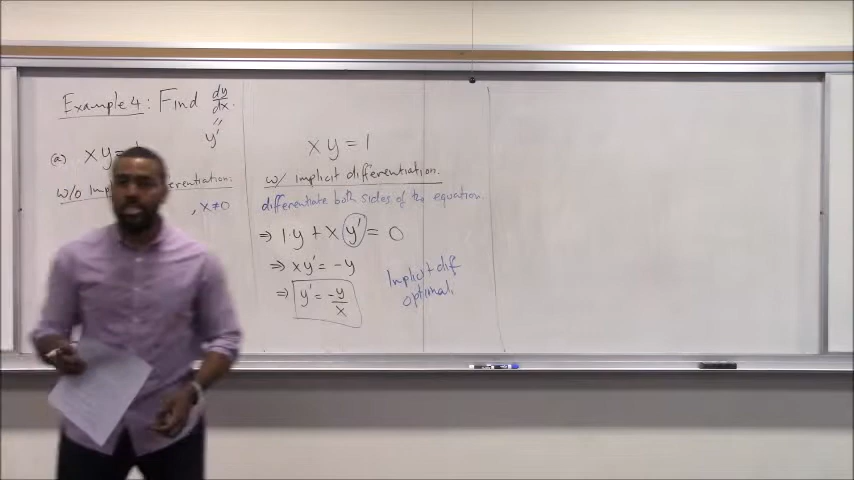 Example 4: Find dy/dx.
"
y'
(a) xy=
w/o Imp erentiation.
, x≠0
xy=1
w/ implicit differentiation.
differentiate both sides of the equation.
⇒ 1·y + x y' = 0
⇒ xy' = -y
⇒ y' = -y/x
Implicit dif
optional.